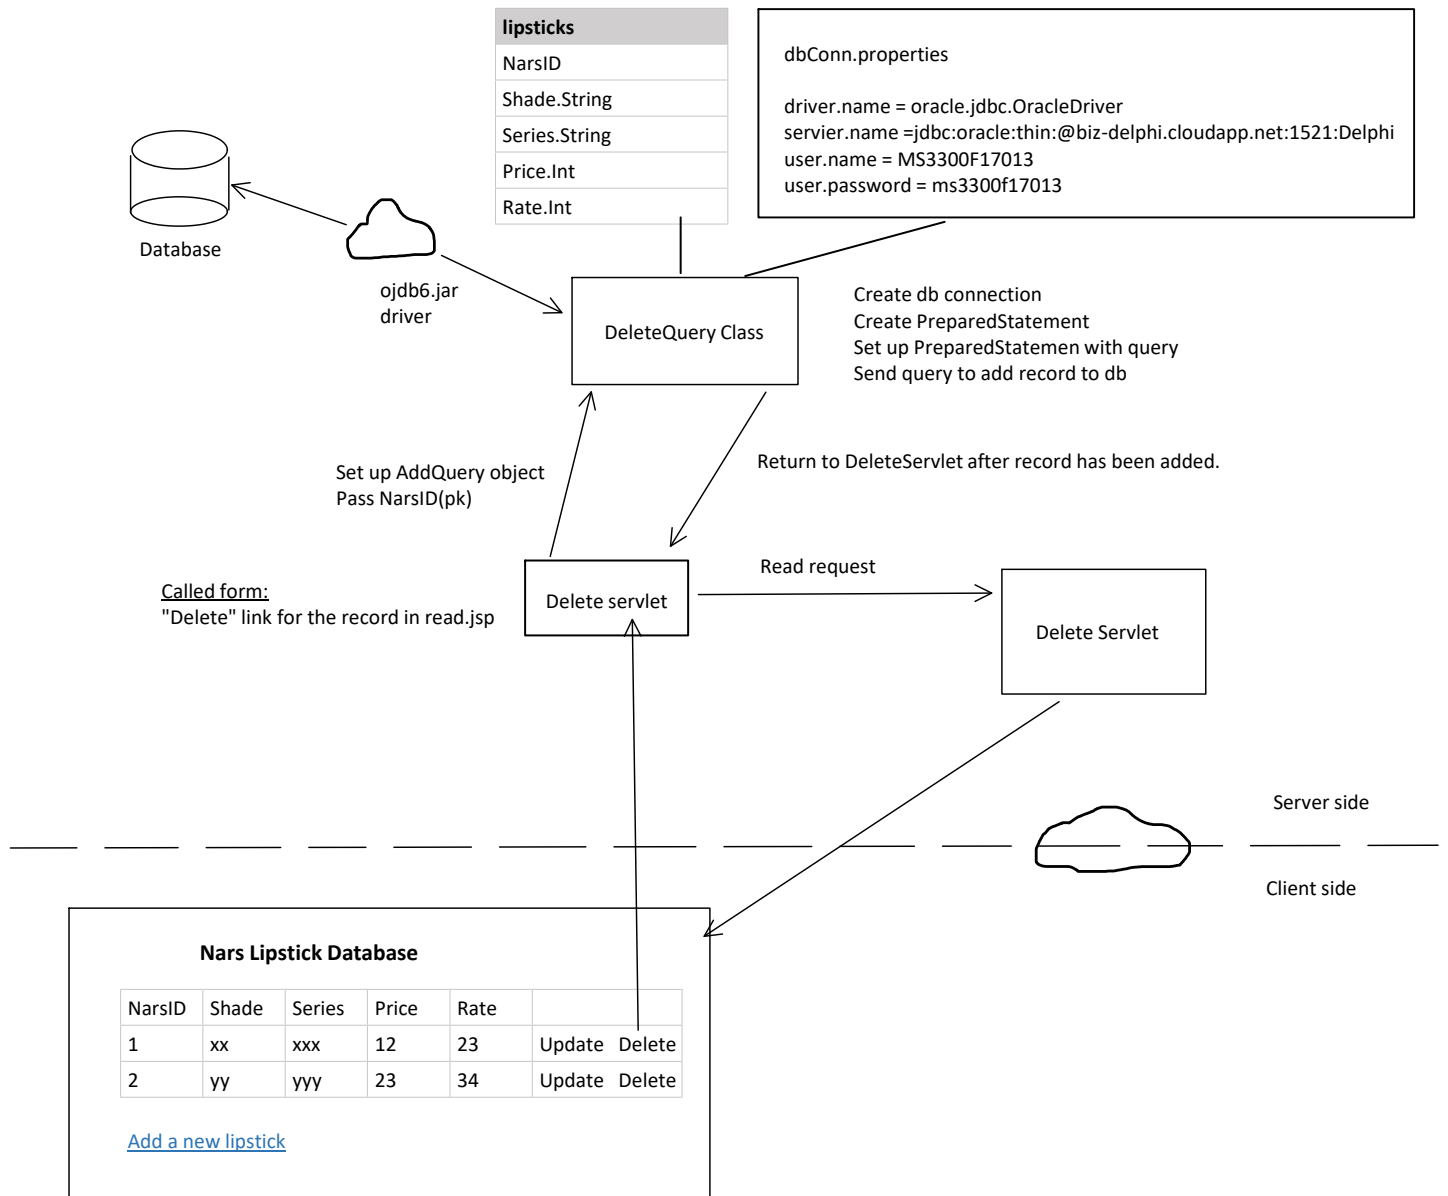 lipsticks
NarsID
Shade.String
Series.String
Price.Int
Rate.Int
dbConn.properties
driver.name = oracle.jdbc.OracleDriver
servier.name =jdbc:oracle:thin:@biz-delphi.cloudapp.net:1521:Delphi
user.name = MS3300F17013
user.password = ms3300f17013
Database
ojdb6.jar
driver
DeleteQuery Class
Create db connection
Create PreparedStatement
Set up PreparedStatemen with query
Send query to add record to db
Set up AddQuery object
Pass NarsID(pk)
Return to DeleteServlet after record has been added.
Called form:
"Delete" link for the record in read.jsp
Delete servlet
Read request
Delete Servlet
Server side
Client side
Nars Lipstick Database
NarsID Shade Series Price Rate
1 xx xxx 12 23 Update Delete
2 yy yyy 23 34 Update Delete
Add a new lipstick